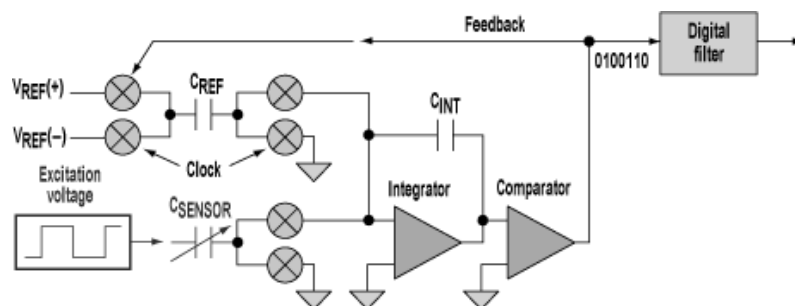 Feedback
Digital
filter
0100110
VREF(+)
CREF
VREF(–)
CINT
Clock
Excitation
voltage
Integrator
Comparator
CSENSOR